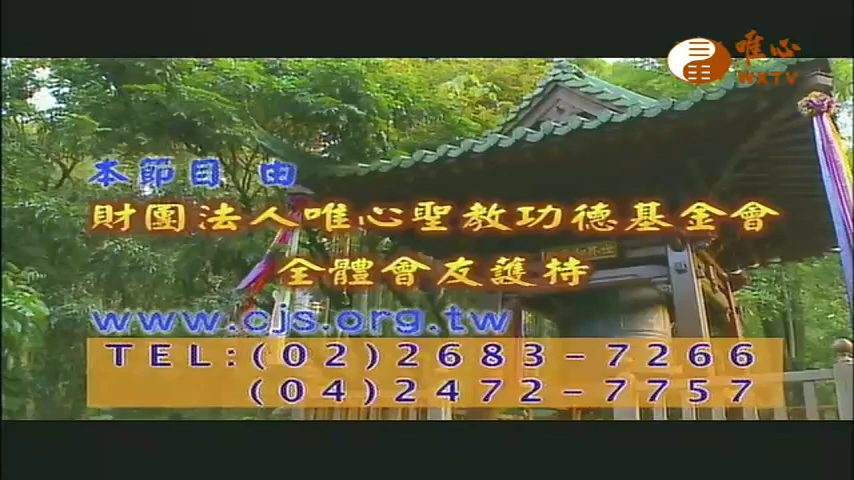 唯心
WXTV
本節目 由
財團法人唯心聖教功德基金會
全體會友護持
www.cjs.org.tw
TEL:(02)2683-7266
(04)2472-7757